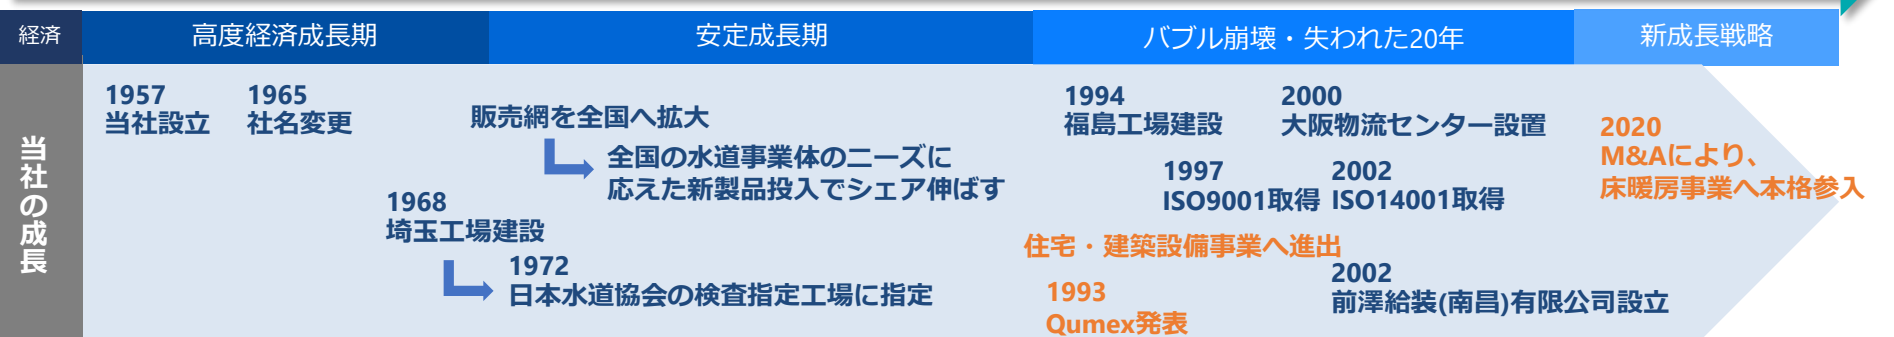 経済
高度経済成長期
安定成長期
バブル崩壊・失われた20年
新成長戦略
当社の成長
1957
当社設立
1965
社名変更
販売網を全国へ拡大
全国の水道事業体のニーズに
応えた新製品投入でシェア伸ばす
1968
埼玉工場建設
1972
日本水道協会の検査指定工場に指定
1994
福島工場建設
2000
大阪物流センター設置
1997
ISO9001取得
2002
ISO14001取得
住宅・建築設備事業へ進出
1993
Qumex発表
2002
前澤給装(南昌)有限公司設立
2020
M&Aにより、
床暖房事業へ本格参入